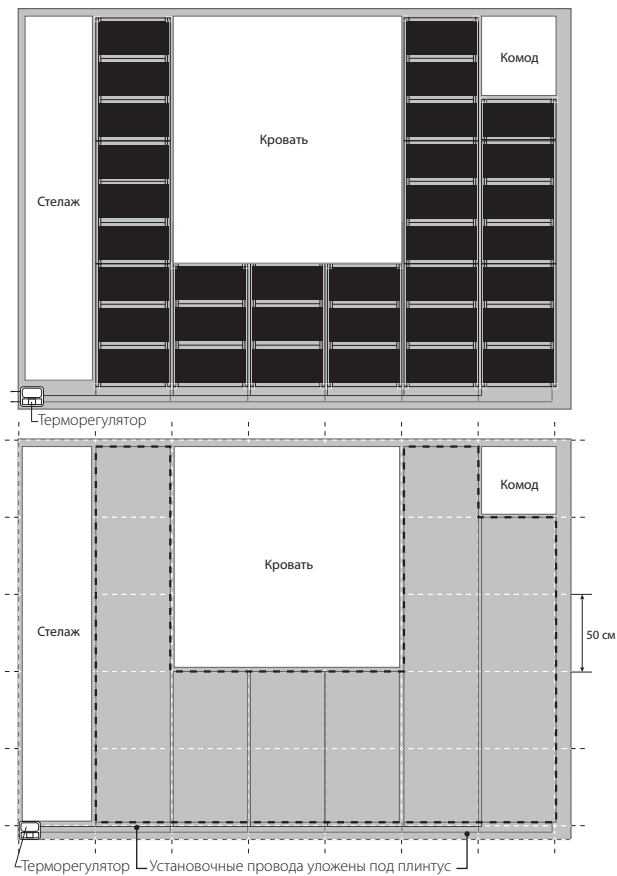 Комод
Кровать
Стелаж
Терморегулятор
Комод
Кровать
Стелаж
50 см
Терморегулятор
Установочные провода уложены под плинтус